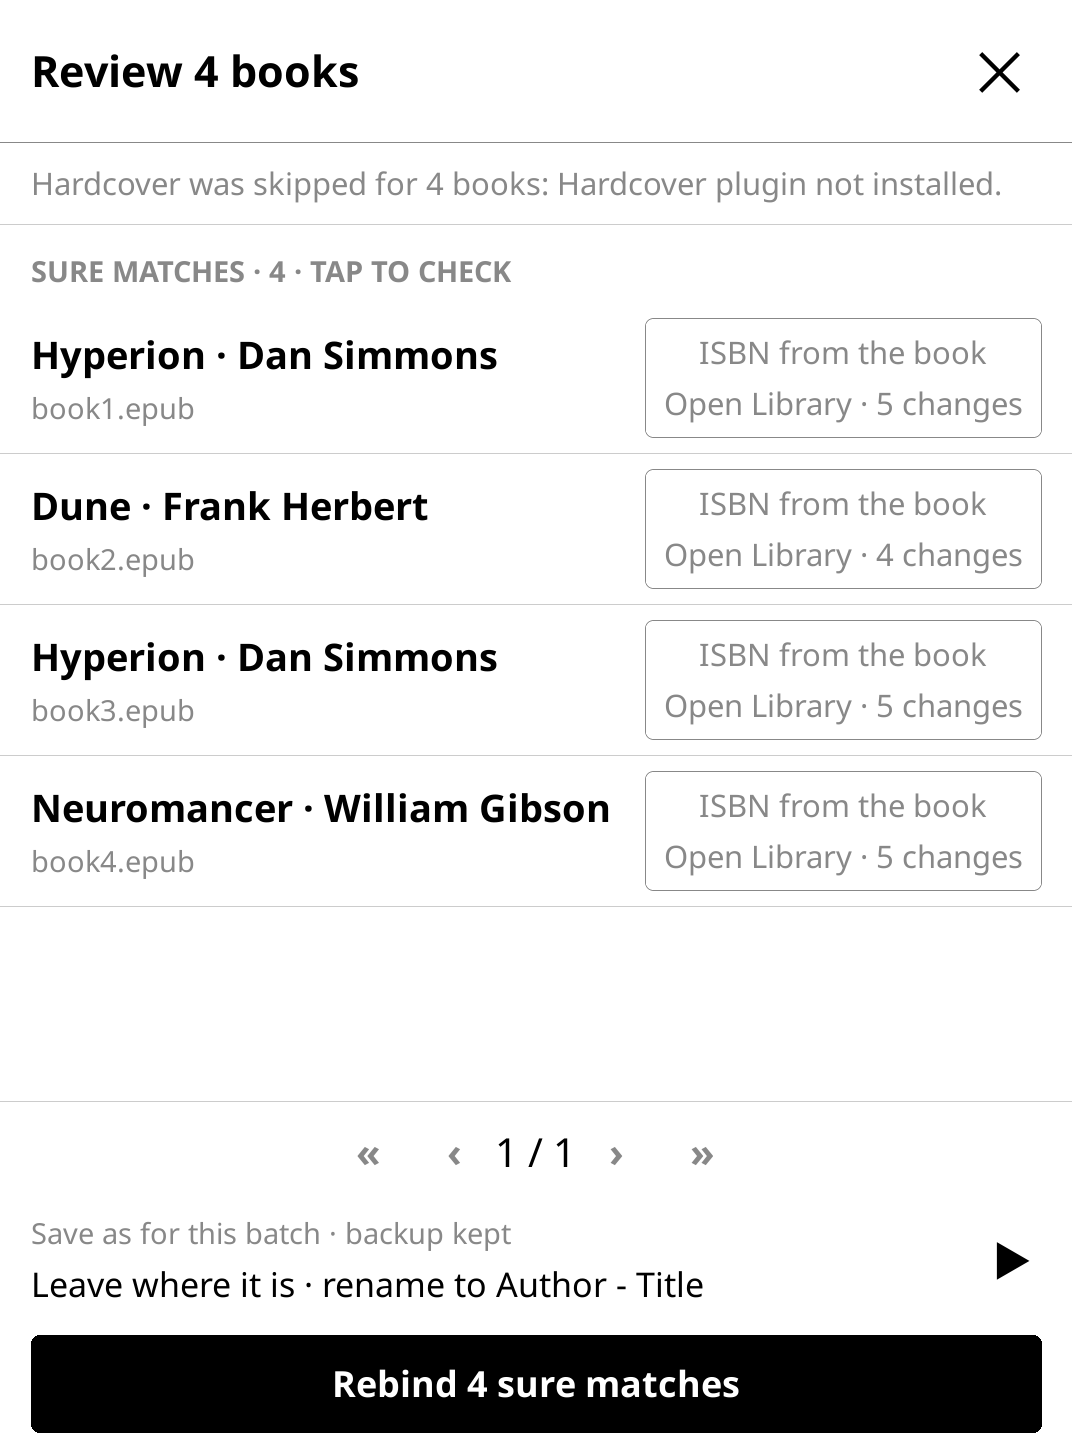 Review 4 books
Hardcover was skipped for 4 books: Hardcover plugin not installed.
SURE MATCHES · 4 · TAP TO CHECK
Hyperion · Dan Simmons
book1.epub
ISBN from the book
Open Library · 5 changes
Dune · Frank Herbert
book2.epub
ISBN from the book
Open Library · 4 changes
Hyperion · Dan Simmons
book3.epub
ISBN from the book
Open Library · 5 changes
Neuromancer · William Gibson
book4.epub
ISBN from the book
Open Library · 5 changes
« ‹ 1 / 1 › »
Save as for this batch · backup kept
Leave where it is · rename to Author - Title
Rebind 4 sure matches